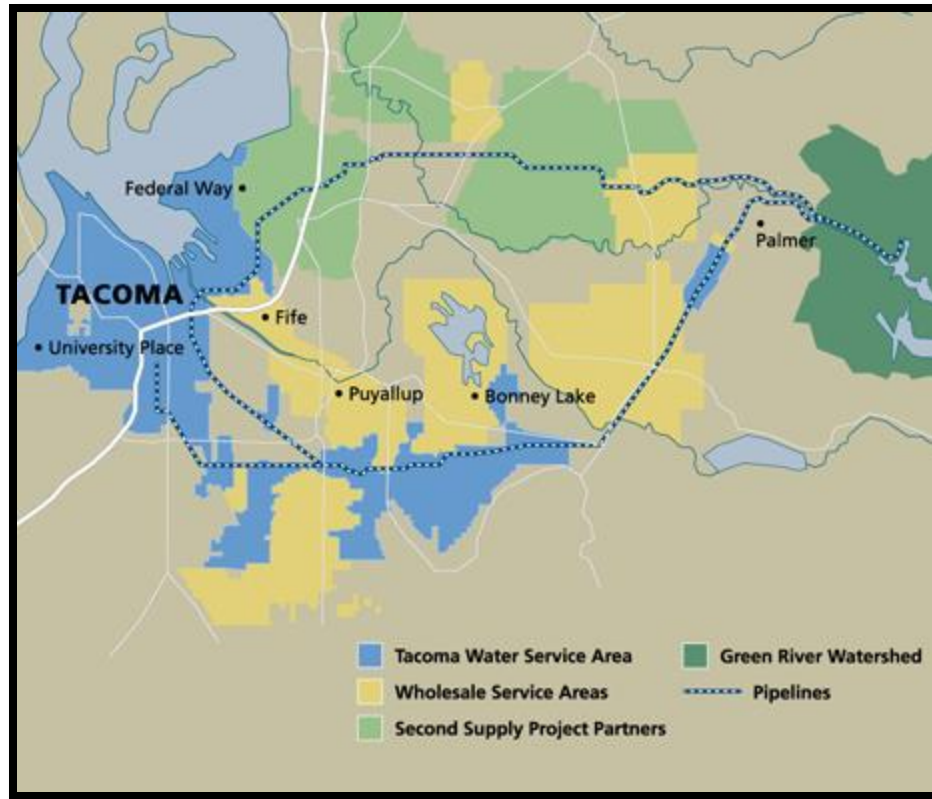 Federal Way
Palmer
TACOMA
Fife
University Place
Puyallup
Bonney Lake
Tacoma Water Service Area
Green River Watershed
Wholesale Service Areas
Pipelines
Second Supply Project Partners